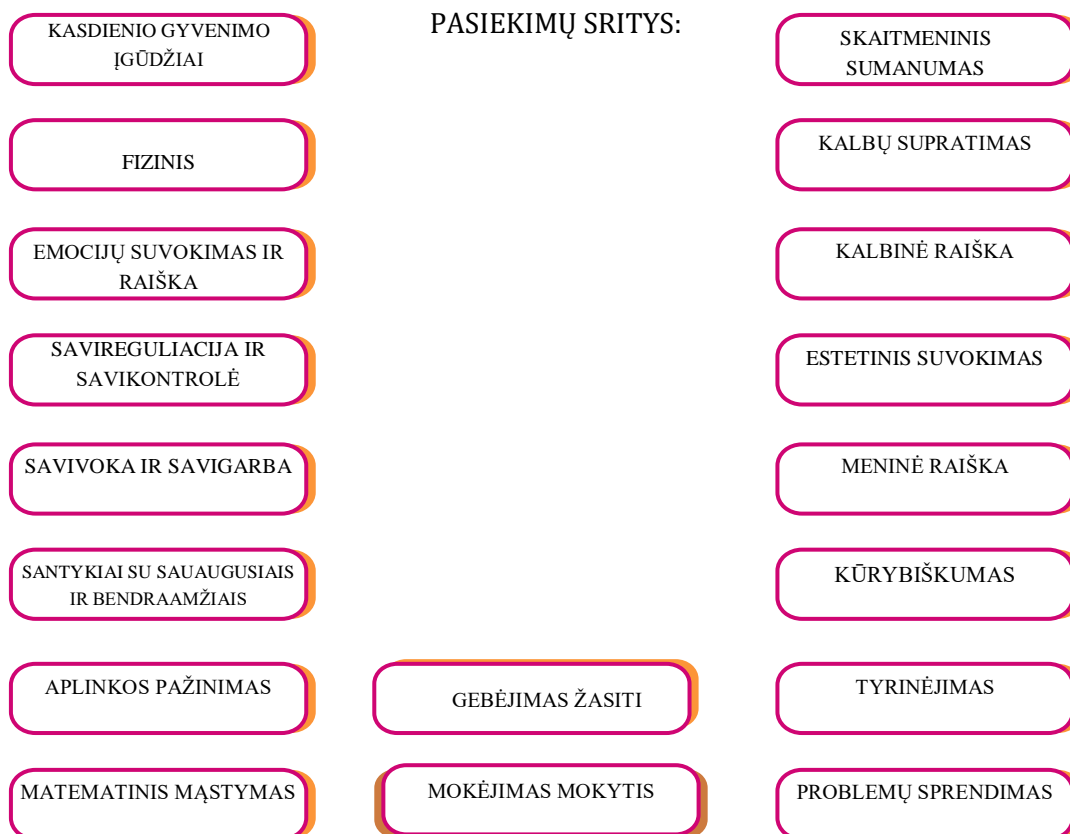 PASIEKIMŲ SRITYS:
KASDIENIO GYVENIMO
ĮGŪDŽIAI
FIZINIS
EMOCIJŲ SUVOKIMAS IR
RAIŠKA
SAVIREGULIACIJA IR
SAVIKONTROLĖ
SAVIVOKA IR SAVIGARBA
SANTYKIAI SU SAUAUGUSIAIS
IR BENDRAAMŽIAIS
APLINKOS PAŽINIMAS
MATEMATINIS MĄSTYMAS
GEBĖJIMAS ŽASITI
MOKĖJIMAS MOKYTIS
SKAITMENINIS
SUMANUMAS
KALBŲ SUPRATIMAS
KALBINĖ RAIŠKA
ESTETINIS SUVOKIMAS
MENINĖ RAIŠKA
KŪRYBIŠKUMAS
TYRINĖJIMAS
PROBLEMŲ SPRENDIMAS